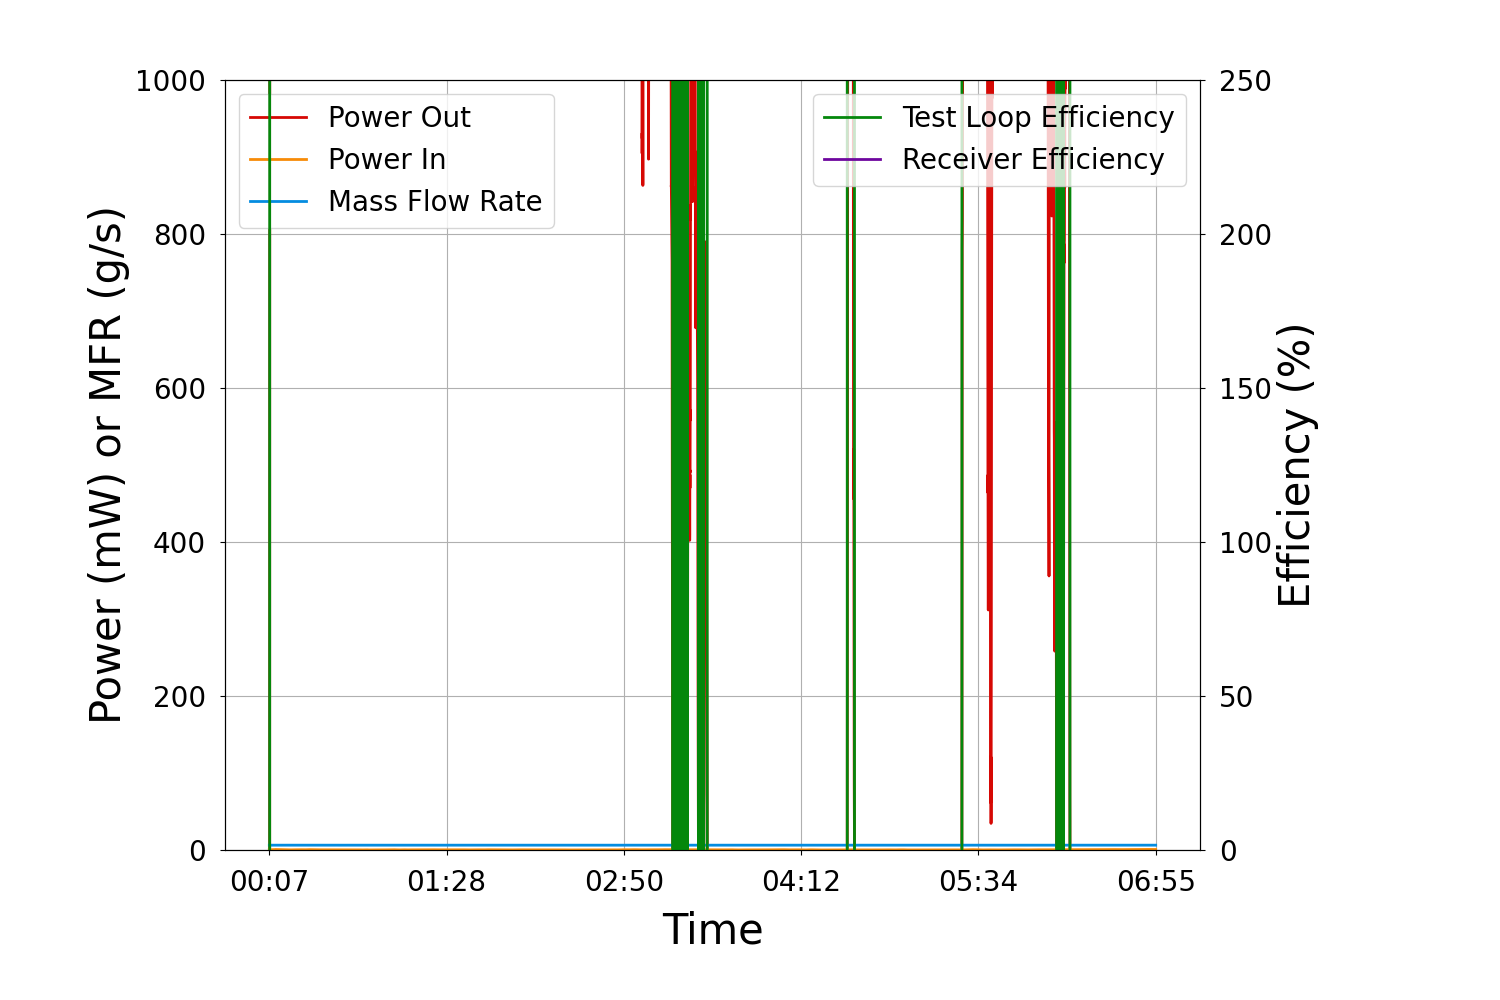 1000
800
600
400
200
0
Power (mW) or MFR (g/s)
Power Out
Power In
Mass Flow Rate
Test Loop Efficiency
Receiver Efficiency
250
200
150
100
50
0
Efficiency (%)
00:07 01:28 02:50 04:12 05:34 06:55
Time